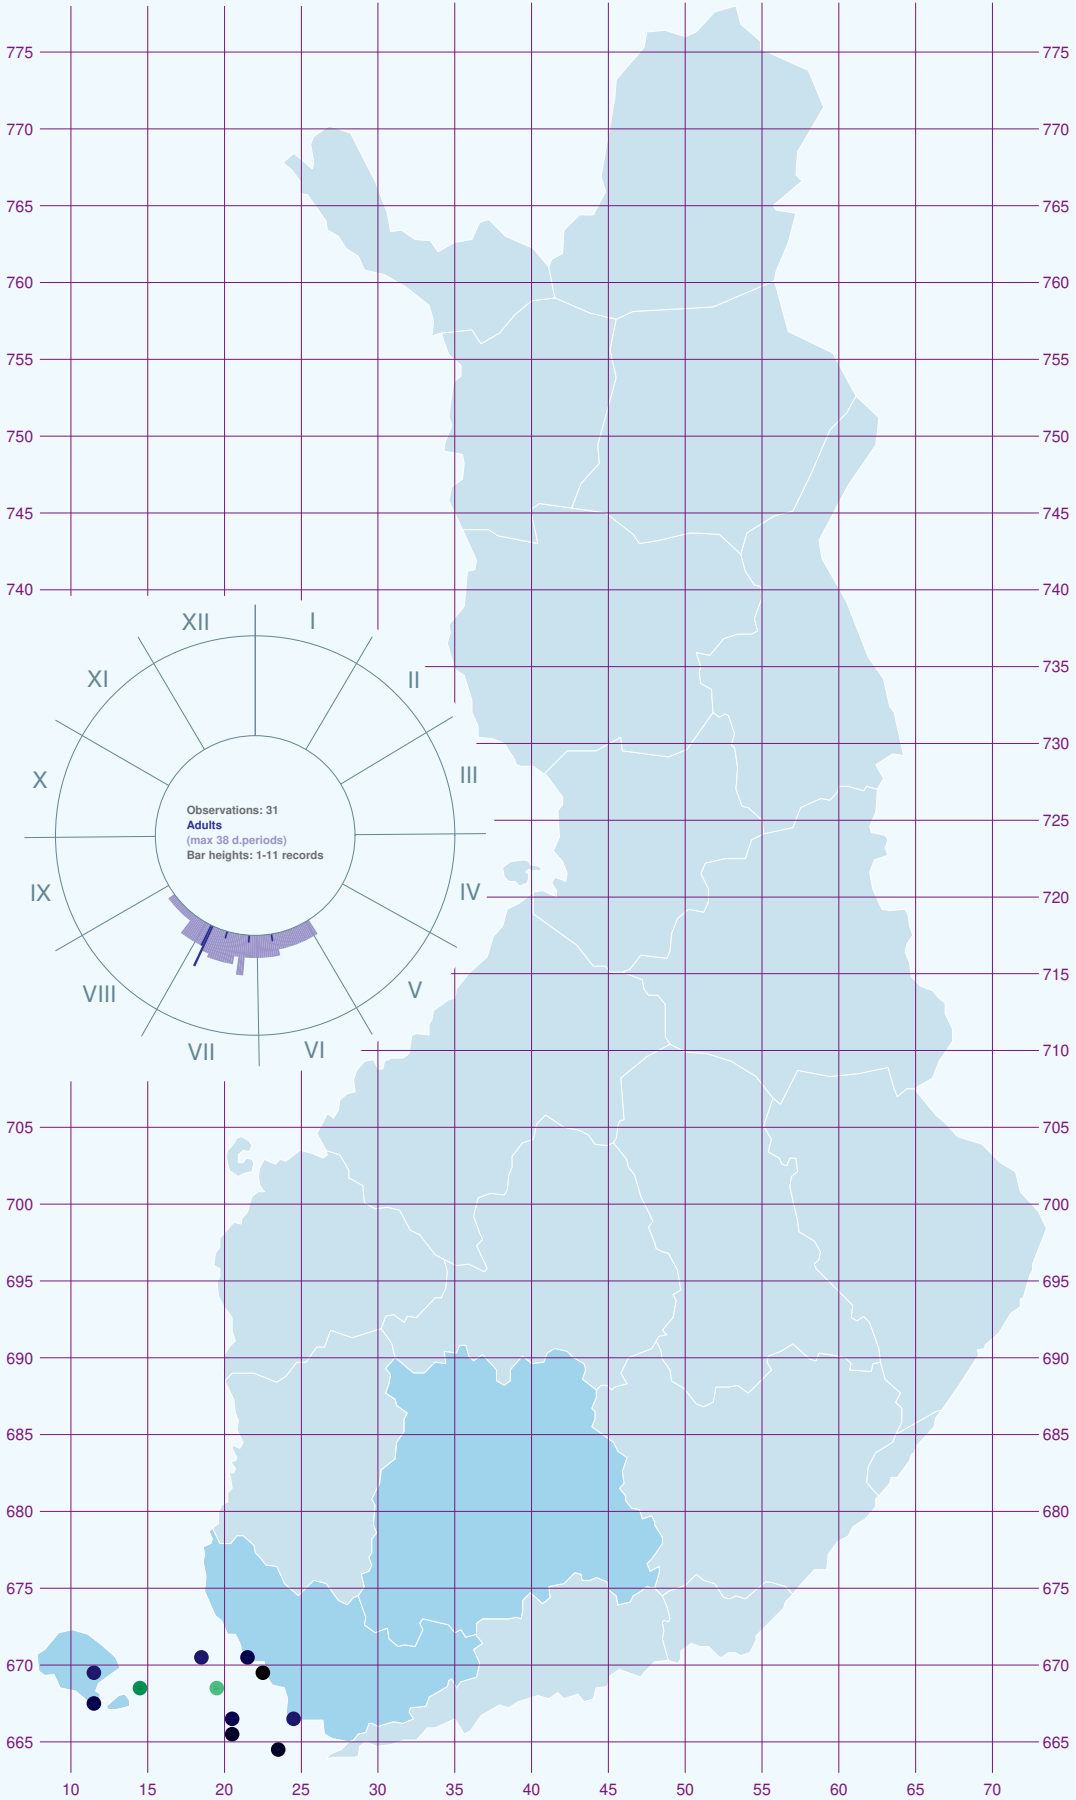 775 775
770 770
765 765
760 760
755 755
750 750
745 745
740 740
XII I
XI II
735
730
X III
725
Observations: 31
Adults
(max 38 d.periods)
Bar heights: 1-11 records
IX IV
720
715
VIII V
VII VI
710
705 705
700 700
695 695
690 690
685 685
680 680
675 675
670 670
665 665
10 15 20 25 30 35 40 45 50 55 60 65 70